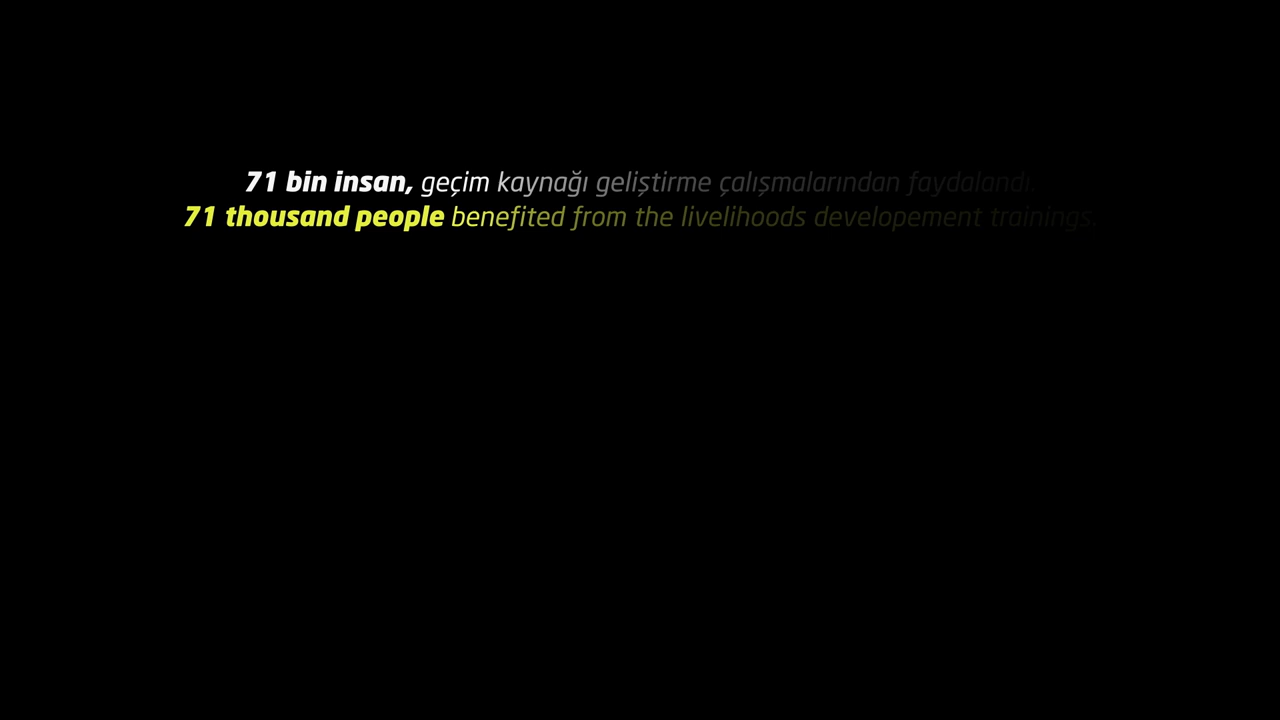 71 bin insan, geçim kaynağı geliştirme çalışmalarından faydalandı.
71 thousand people benefited from the livelihoods developement trainings.